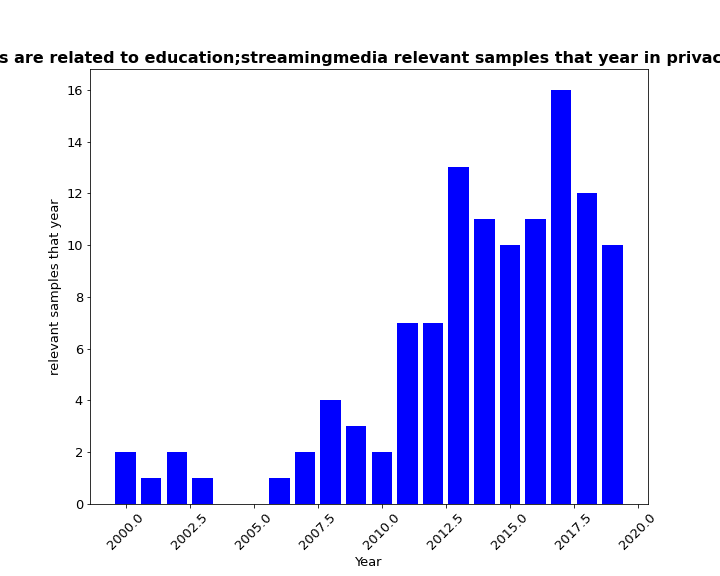 s are related to education;streamingmedia relevant samples that year in privac
16
14
12
10
8
6
4
2
0
relevant samples that year
2000.0 2002.5 2005.0 2007.5 2010.0 2012.5 2015.0 2017.5 2020.0
Year